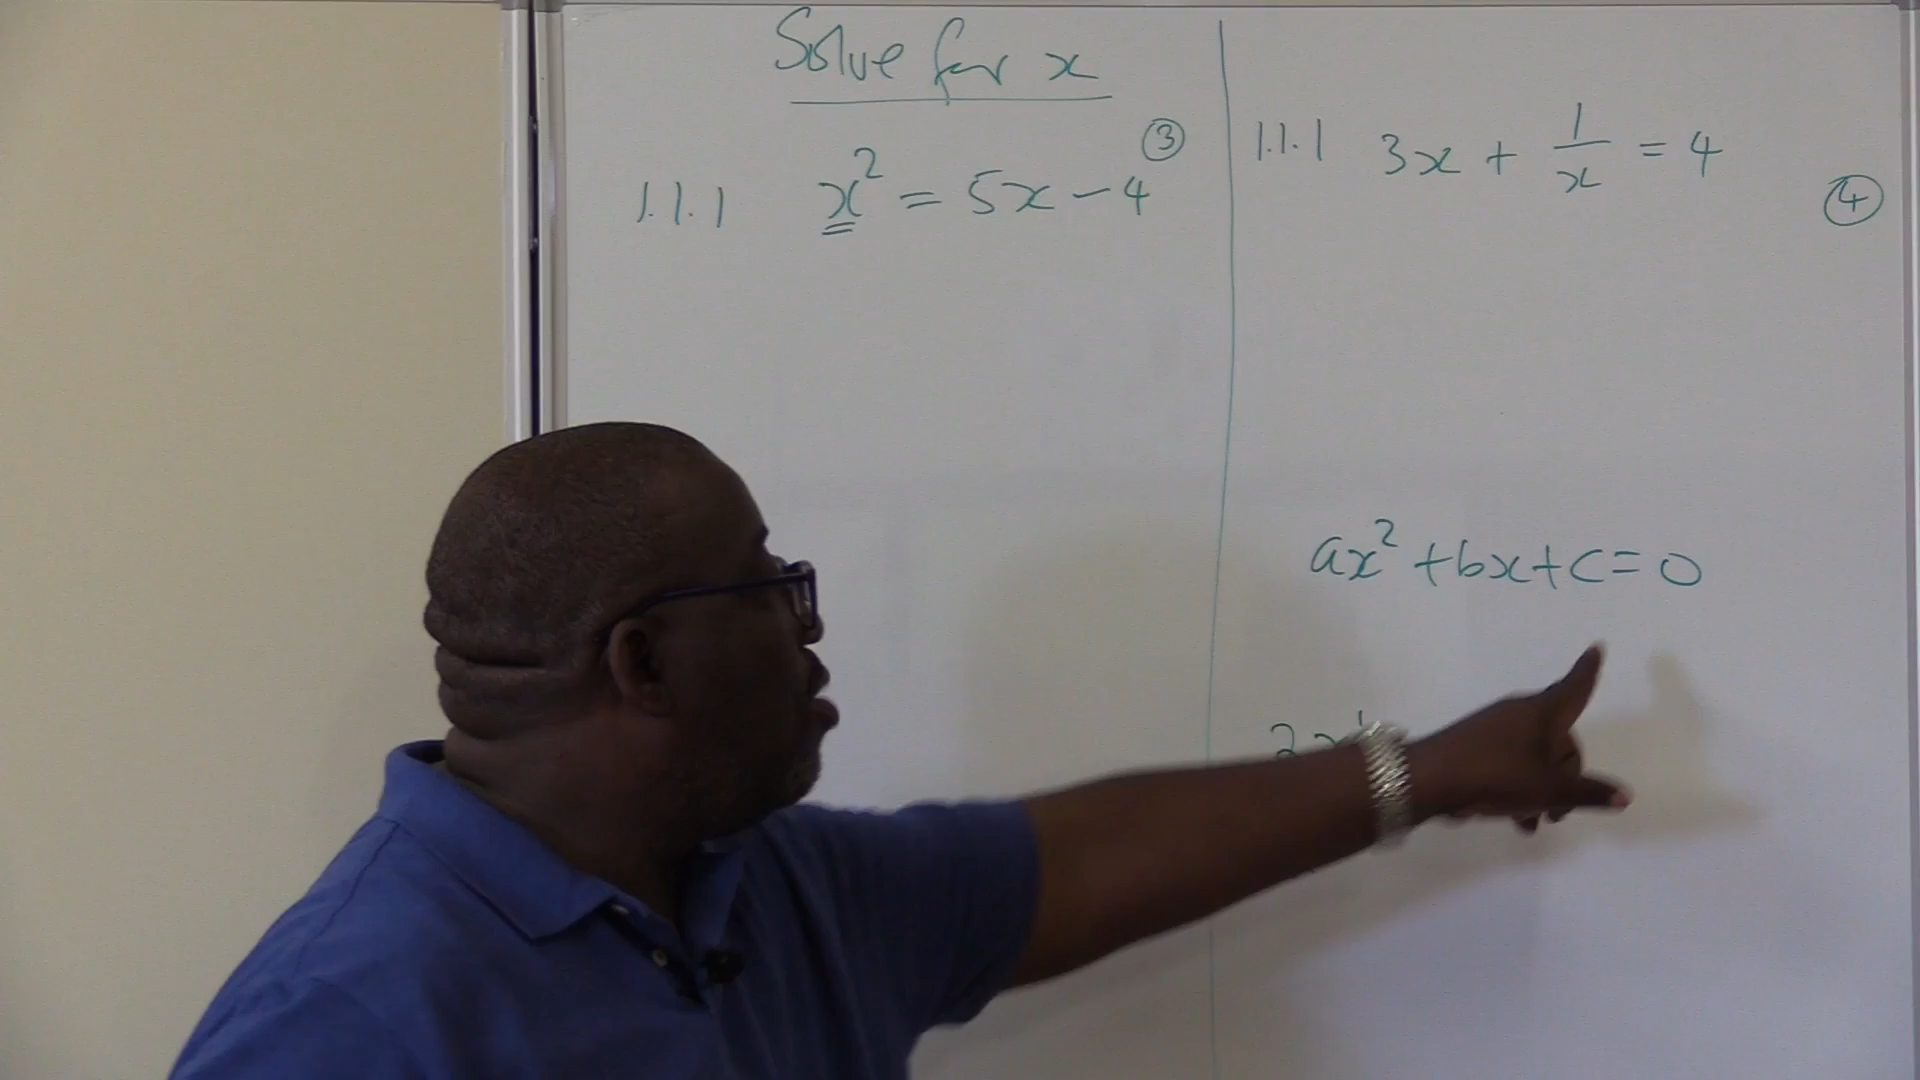 Solve for x
1.1.1 x² = 5x - 4 ③
1.1.1 3x + 1/x = 4 ④
ax² + bx + c = 0